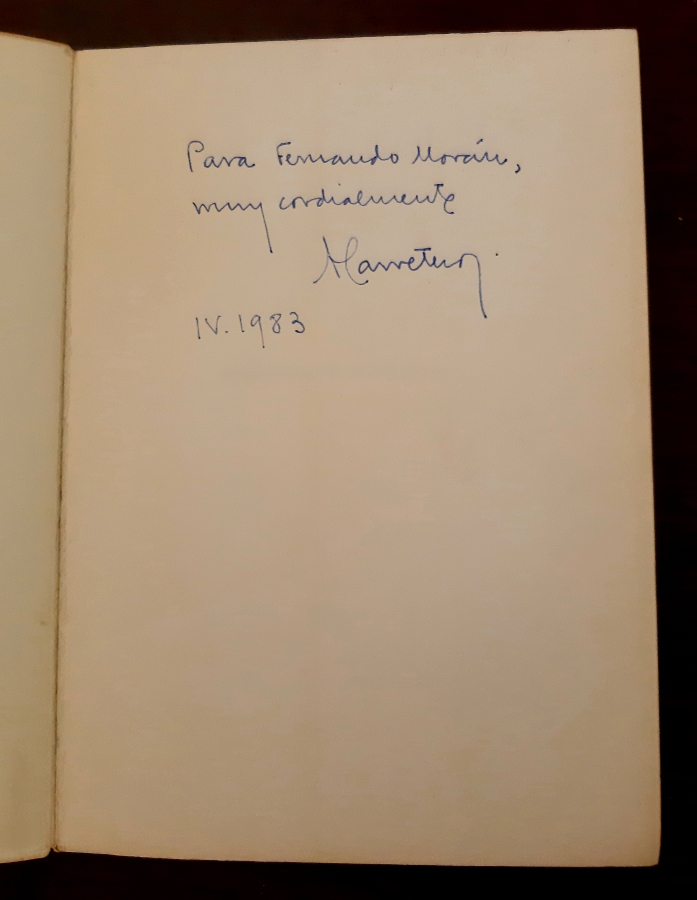 Para Fernando Morán,
muy cordialmente
IV. 1983